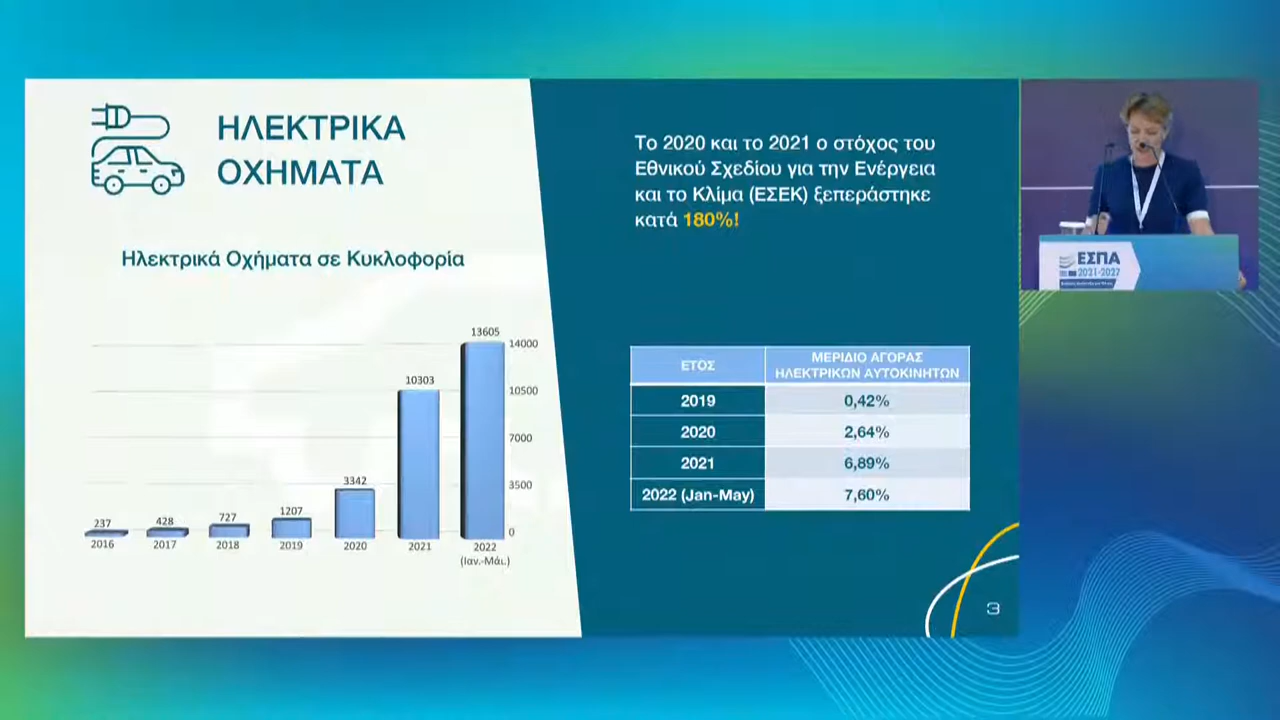 ΗΛΕΚΤΡΙΚΑ
ΟΧΗΜΑΤΑ
Ηλεκτρικά Οχήματα σε Κυκλοφορία
13605
14000
10303
10500
7000
3342
3500
1207
727
428
237
0
2016
2017
2018
2019
2020
2021
2022
(Ιαν.-Μάι.)
Το 2020 και το 2021 ο στόχος του
Εθνικού Σχεδίου για την Ενέργεια
και το Κλίμα (ΕΣΕΚ) ξεπεράστηκε
κατά 180%!
ΕΤΟΣ
ΜΕΡΙΔΙΟ ΑΓΟΡΑΣ
ΗΛΕΚΤΡΙΚΩΝ ΑΥΤΟΚΙΝΗΤΩΝ
2019 0,42%
2020 2,64%
2021 6,89%
2022 (Jan-May) 7,60%
3
ΕΣΠΑ
2021-2027